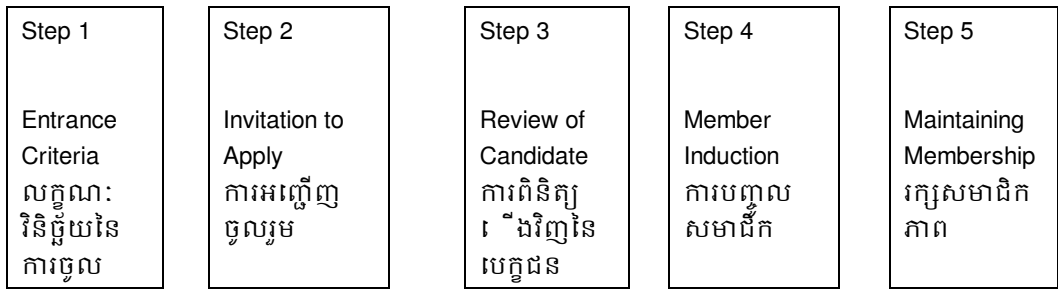 Step 1
Entrance
Criteria
លក្ខណៈ
វិនិច្ឆ័យនៃ
ការចូល
Step 2
Invitation to
Apply
ការអញ្ជើញ
ចូលរួម
Step 3
Review of
Candidate
ការពិនិត្យ
នៃ
បេក្ខជន
Step 4
Member
Induction
ការបញ្ចូល
សមាជិក
Step 5
Maintaining
Membership
រក្សសមាជិក
ភាព